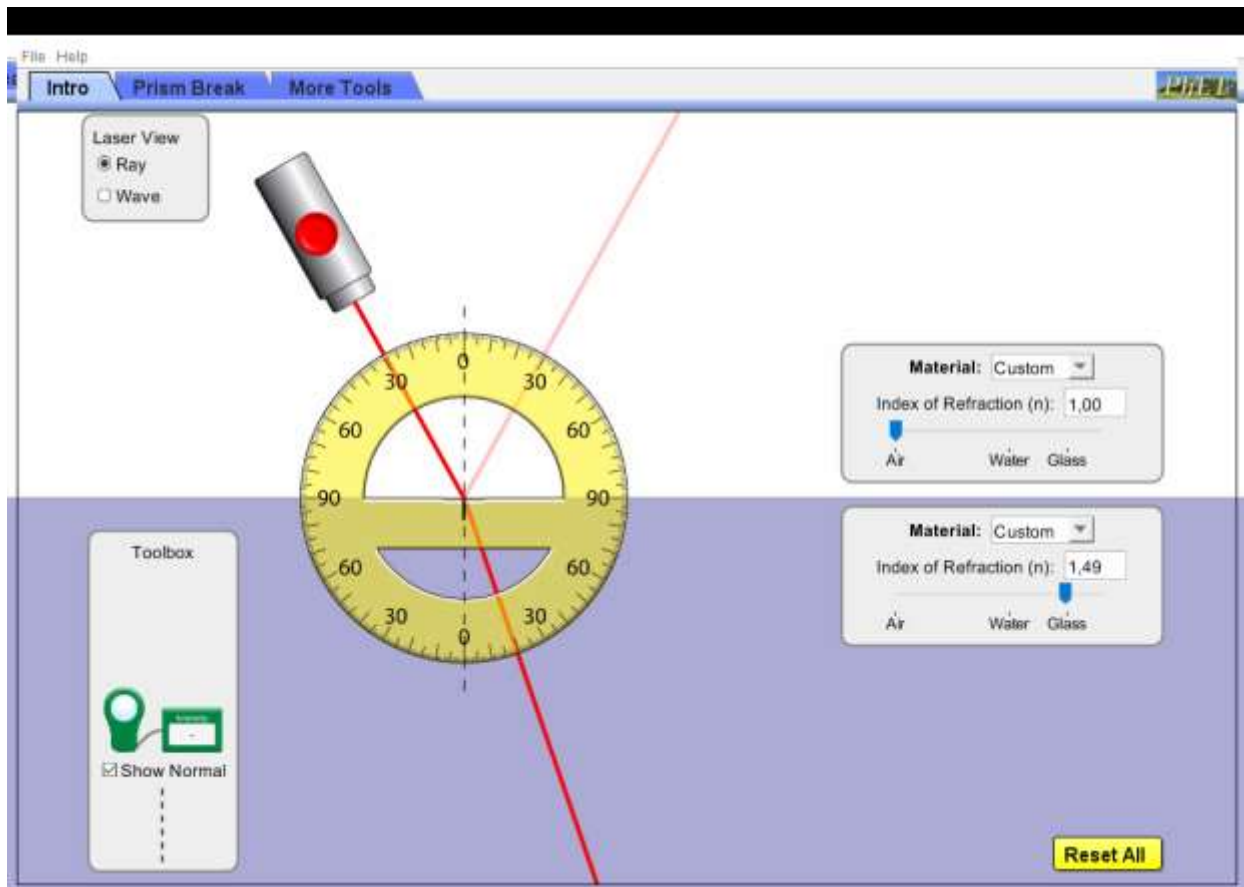 File Help
Intro Prism Break More Tools
Laser View
Ray
Wave
0
30 30
60 60
90 90
60 60
30 30
0
Material: Custom
Index of Refraction (n): 1,00
Air Water Glass
Material: Custom
Index of Refraction (n): 1,49
Air Water Glass
Toolbox
-
Show Normal
Reset All